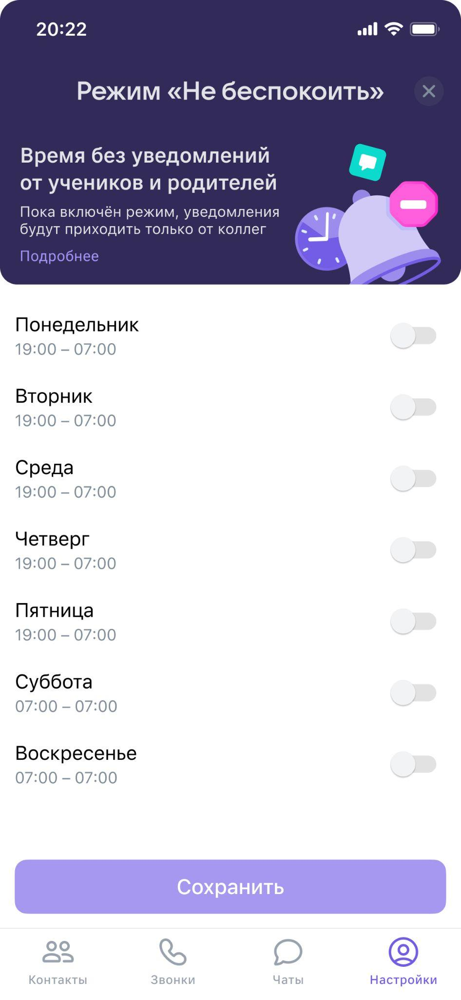 20:22
Режим «Не беспокоить»
Время без уведомлений
от учеников и родителей
Пока включён режим, уведомления
будут приходить только от коллег
Подробнее
Понедельник
19:00 – 07:00
Вторник
19:00 – 07:00
Среда
19:00 – 07:00
Четверг
19:00 – 07:00
Пятница
19:00 – 07:00
Суббота
07:00 – 07:00
Воскресенье
07:00 – 07:00
Сохранить
Контакты
Звонки
Чаты
Настройки